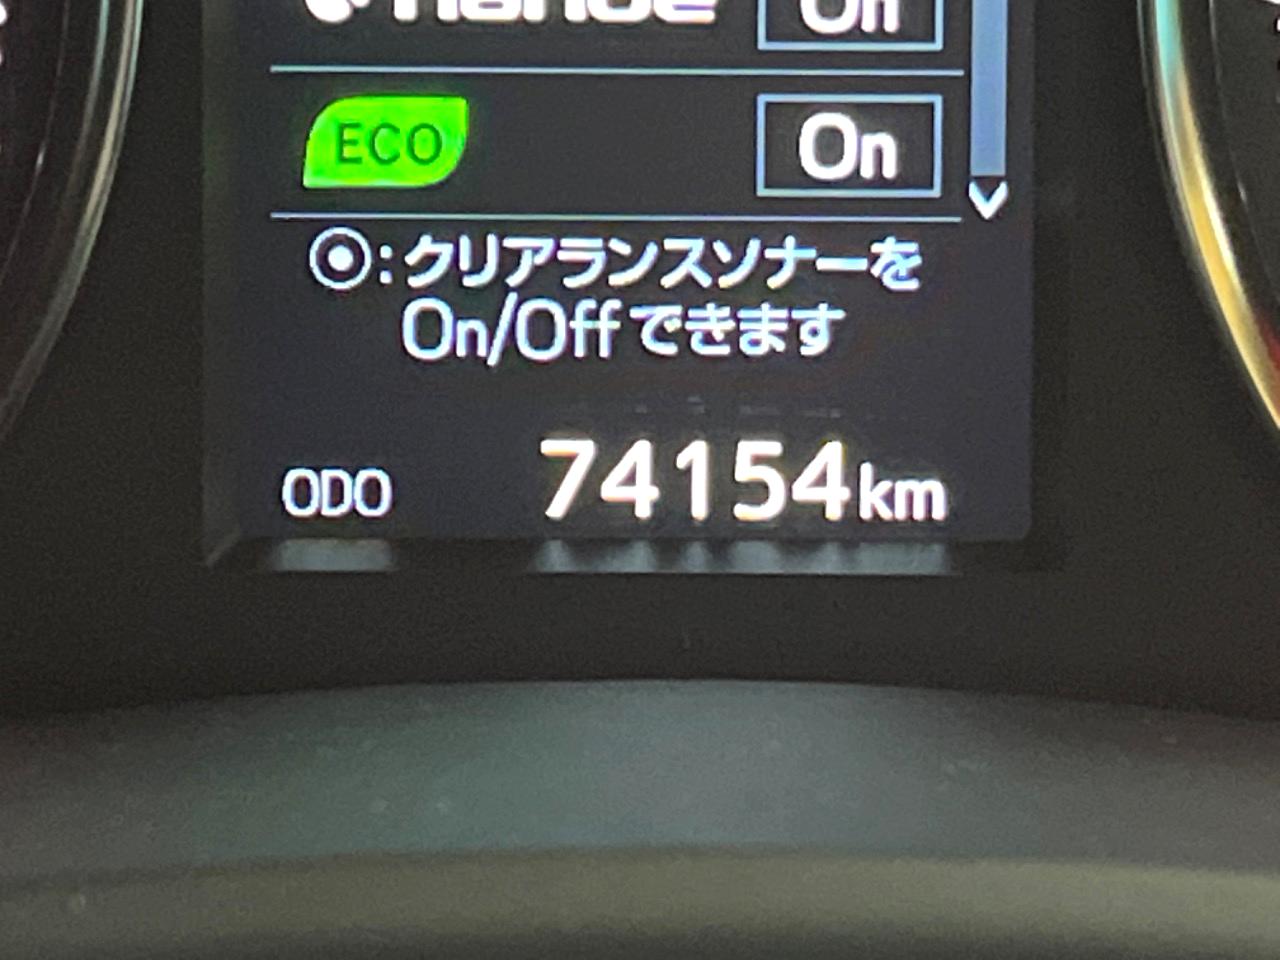 On
ECO On
⦿:クリアランスソナーを
On/Offできます
ODO 74154km